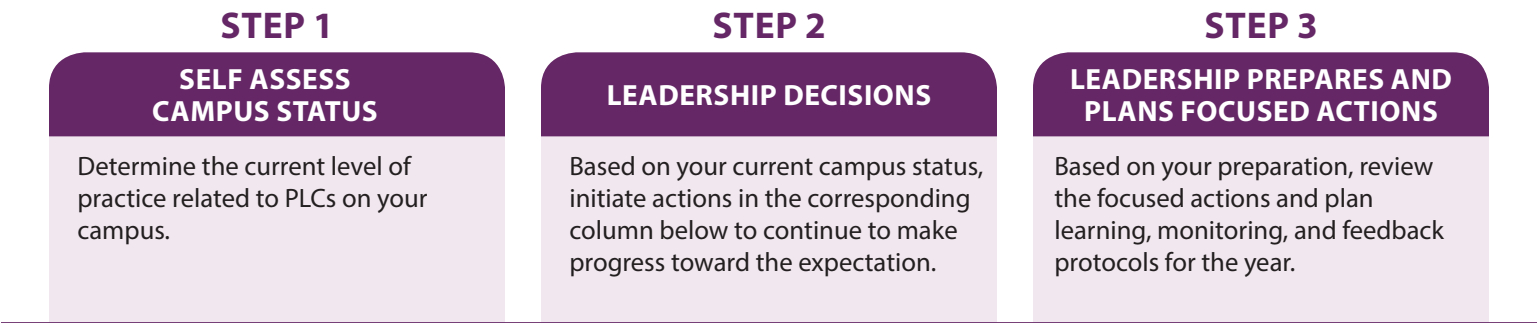 STEP 1
SELF ASSESS
CAMPUS STATUS
Determine the current level of
practice related to PLCs on your
campus.
STEP 2
LEADERSHIP DECISIONS
Based on your current campus status,
initiate actions in the corresponding
column below to continue to make
progress toward the expectation.
STEP 3
LEADERSHIP PREPARES AND
PLANS FOCUSED ACTIONS
Based on your preparation, review
the focused actions and plan
learning, monitoring, and feedback
protocols for the year.